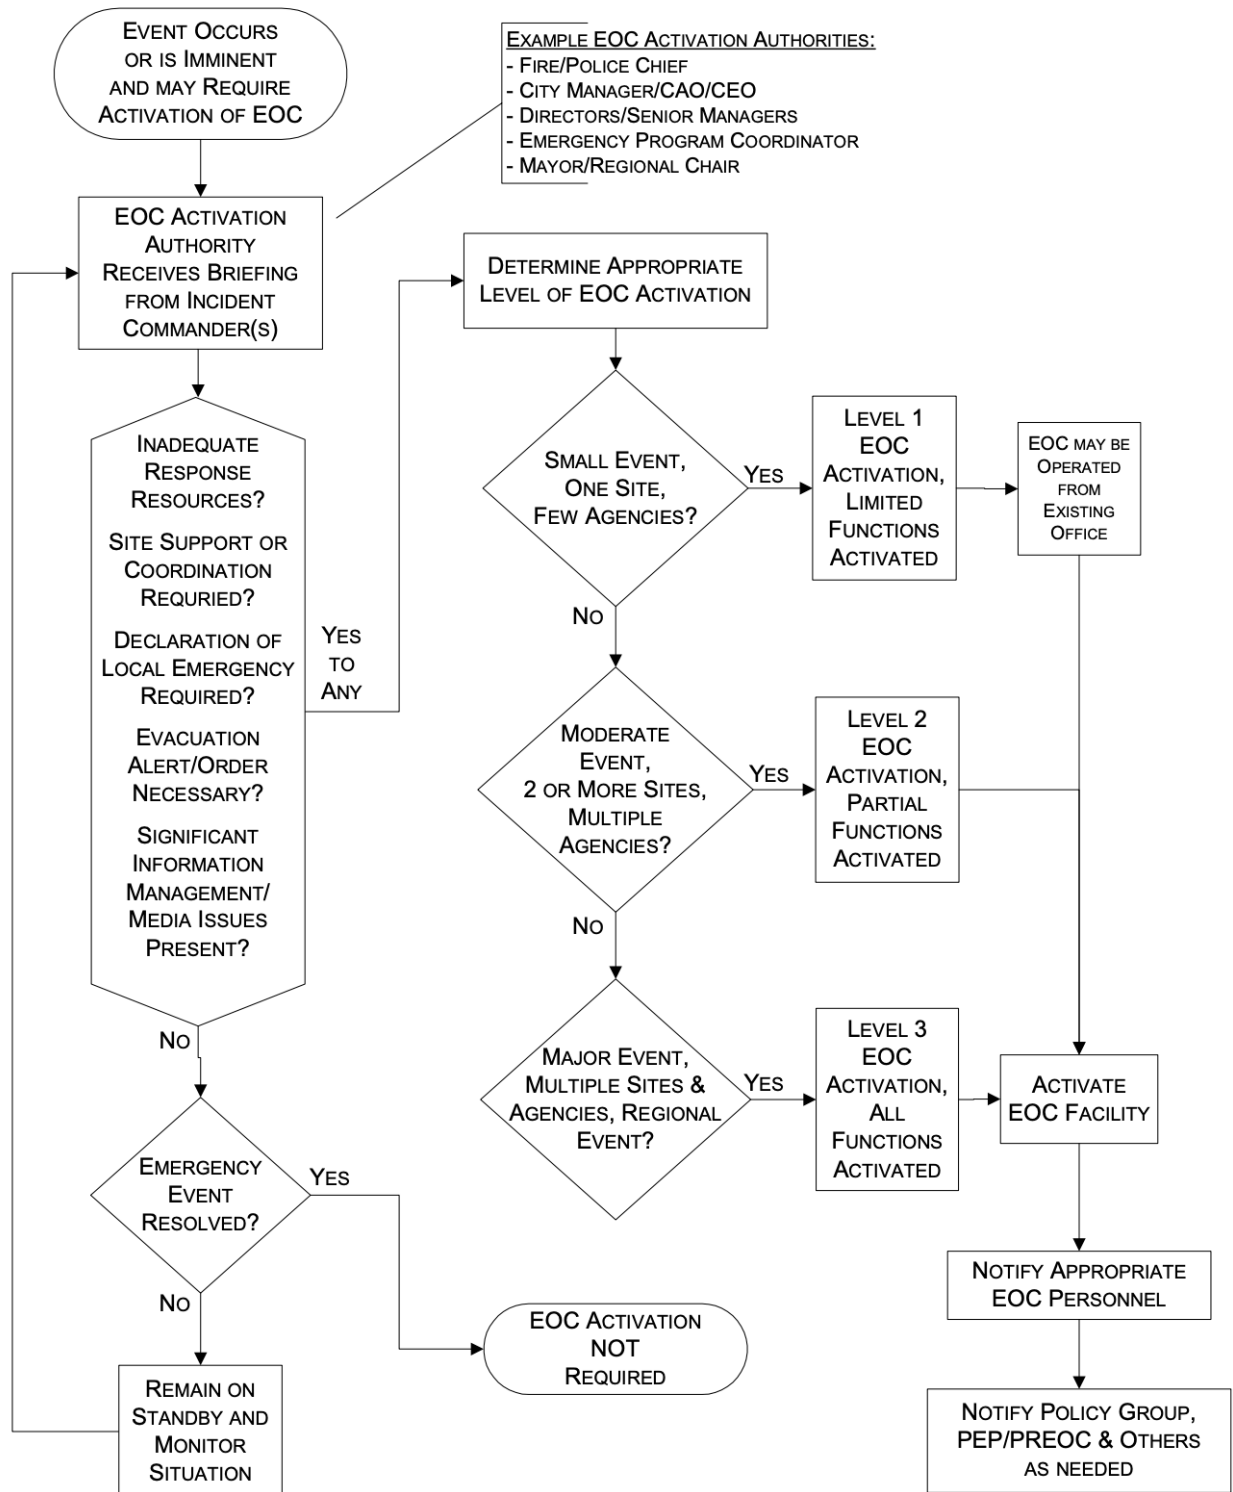 EVENT OCCURS
OR IS IMMINENT
AND MAY REQUIRE
ACTIVATION OF EOC
EXAMPLE EOC ACTIVATION AUTHORITIES:
- FIRE/POLICE CHIEF
- CITY MANAGER/CAO/CEO
- DIRECTORS/SENIOR MANAGERS
- EMERGENCY PROGRAM COORDINATOR
- MAYOR/REGIONAL CHAIR
EOC ACTIVATION
AUTHORITY
RECEIVES BRIEFING
FROM INCIDENT
COMMANDER(S)
INADEQUATE
RESPONSE
RESOURCES?
SITE SUPPORT OR
COORDINATION
REQURIED?
DECLARATION OF
LOCAL EMERGENCY
REQUIRED?
EVACUATION
ALERT/ORDER
NECESSARY?
SIGNIFICANT
INFORMATION
MANAGEMENT/
MEDIA ISSUES
PRESENT?
YES
TO
ANY
NO
EMERGENCY
EVENT
RESOLVED?
YES
NO
REMAIN ON
STANDBY AND
MONITOR
SITUATION
EOC ACTIVATION
NOT
REQUIRED
DETERMINE APPROPRIATE
LEVEL OF EOC ACTIVATION
SMALL EVENT,
ONE SITE,
FEW AGENCIES?
YES
LEVEL 1
EOC
ACTIVATION,
LIMITED
FUNCTIONS
ACTIVATED
EOC MAY BE
OPERATED
FROM
EXISTING
OFFICE
NO
MODERATE
EVENT,
2 OR MORE SITES,
MULTIPLE
AGENCIES?
YES
LEVEL 2
EOC
ACTIVATION,
PARTIAL
FUNCTIONS
ACTIVATED
NO
MAJOR EVENT,
MULTIPLE SITES &
AGENCIES, REGIONAL
EVENT?
YES
LEVEL 3
EOC
ACTIVATION,
ALL
FUNCTIONS
ACTIVATED
ACTIVATE
EOC FACILITY
NOTIFY APPROPRIATE
EOC PERSONNEL
NOTIFY POLICY GROUP,
PEP/PREOC & OTHERS
AS NEEDED